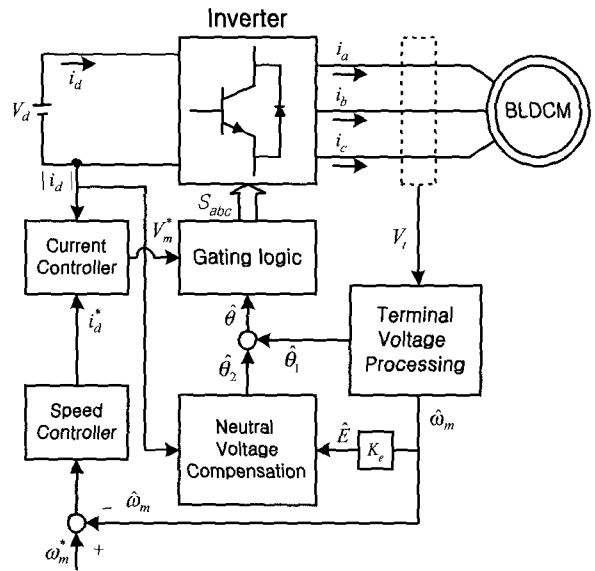 Inverter
i_d
V_d
i_a
i_b
i_c
BLDCM
|i_d|
V_m^*
S_abc
V_t
Current
Controller
Gating logic
Terminal
Voltage
Processing
i_d^*
θ̂
θ̂_1
θ̂_2
Speed
Controller
Neutral
Voltage
Compensation
Ê
K_e
ω̂_m
ω̂_m
−
ω_m^*
+